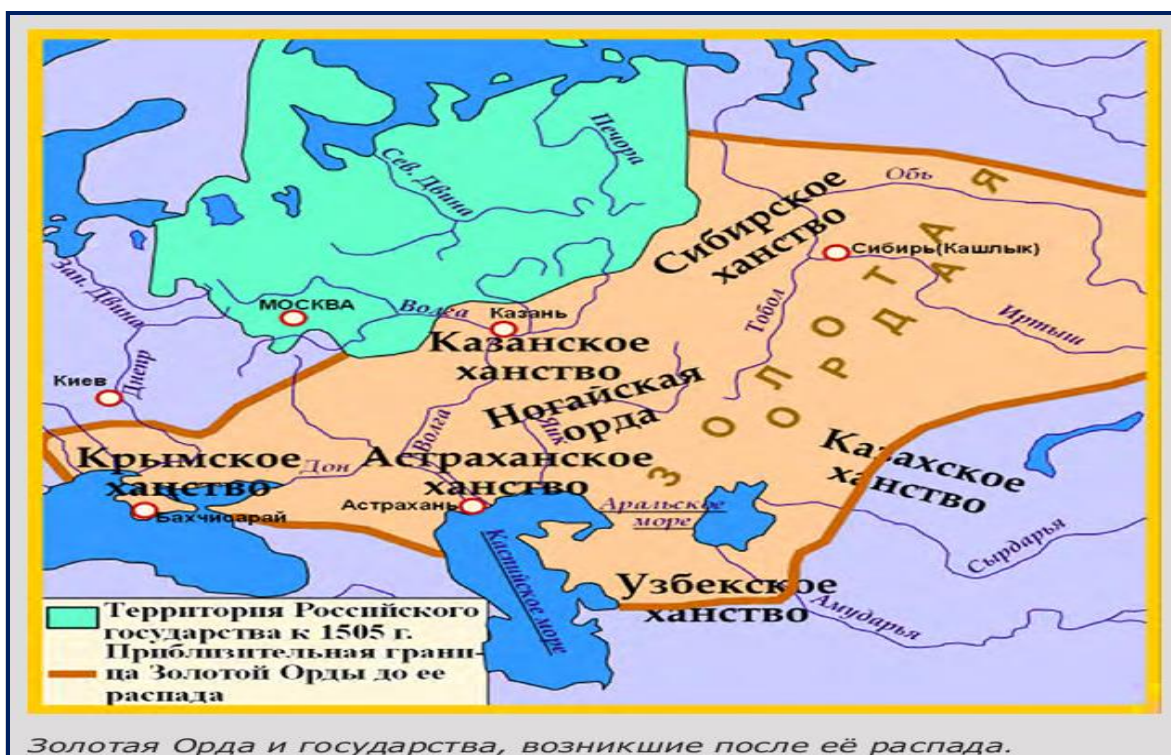 Печора
Сев. Двина
Обь
Сибирское
ханство
Сибирь(Кашлык)
ЗОЛОТАЯ
ОРДА
Зап. Двина
МОСКВА
Волга
Казань
Тобол
Иртыш
Казанское
ханство
Киев
Днепр
Ногайская
орда
Волга
Яик
Казахское
ханство
Крымское
ханство
Дон
Астраханское
ханство
Астрахань
Бахчисарай
Аральское
море
Каспийское море
Сырдарья
Узбекское
ханство
Амударья
Территория Российского
государства к 1505 г.
Приблизительная грани-
ца Золотой Орды до ее
распада
Золотая Орда и государства, возникшие после её распада.